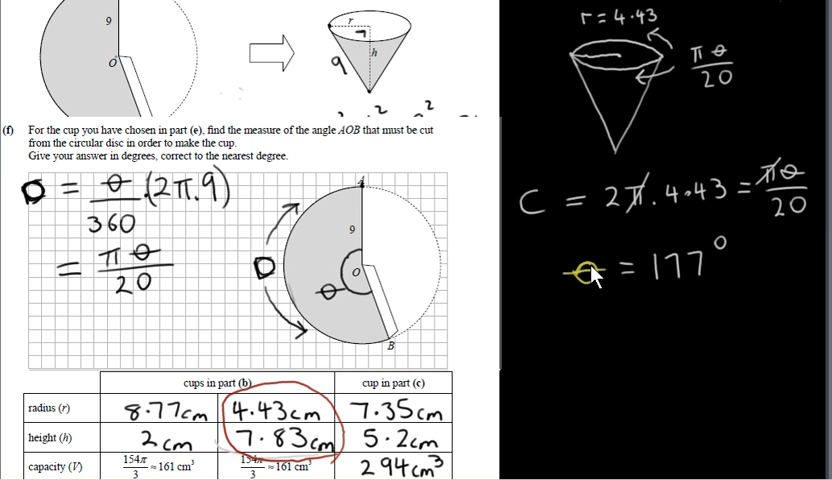 9
O
r
7
h
9
2 2 2
(f) For the cup you have chosen in part (e), find the measure of the angle AOB that must be cut
from the circular disc in order to make the cup.
Give your answer in degrees, correct to the nearest degree.
D = θ/360 (2π.9)
= πθ/20
A
9
D
O
θ
B
cups in part (b) cup in part (c)
radius (r) 8.77cm 4.43cm 7.35cm
height (h) 2cm 7.83cm 5.2cm
capacity (V) 154π/3 ≈ 161 cm³ 154π/3 ≈ 161 cm³ 294cm³
r = 4.43
πθ/20
C = 2π.4.43 = πθ/20
θ = 177°